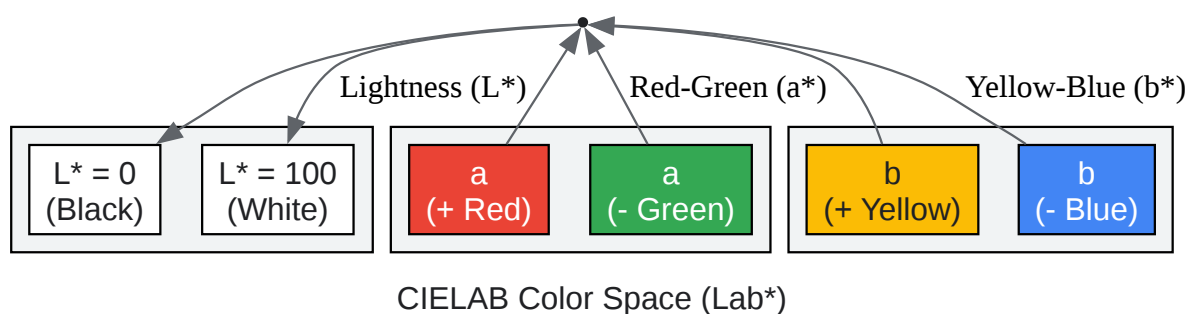 Lightness (L*)
Red-Green (a*)
Yellow-Blue (b*)
L* = 0
(Black)
L* = 100
(White)
a
(+ Red)
a
(- Green)
b
(+ Yellow)
b
(- Blue)
CIELAB Color Space (Lab*)